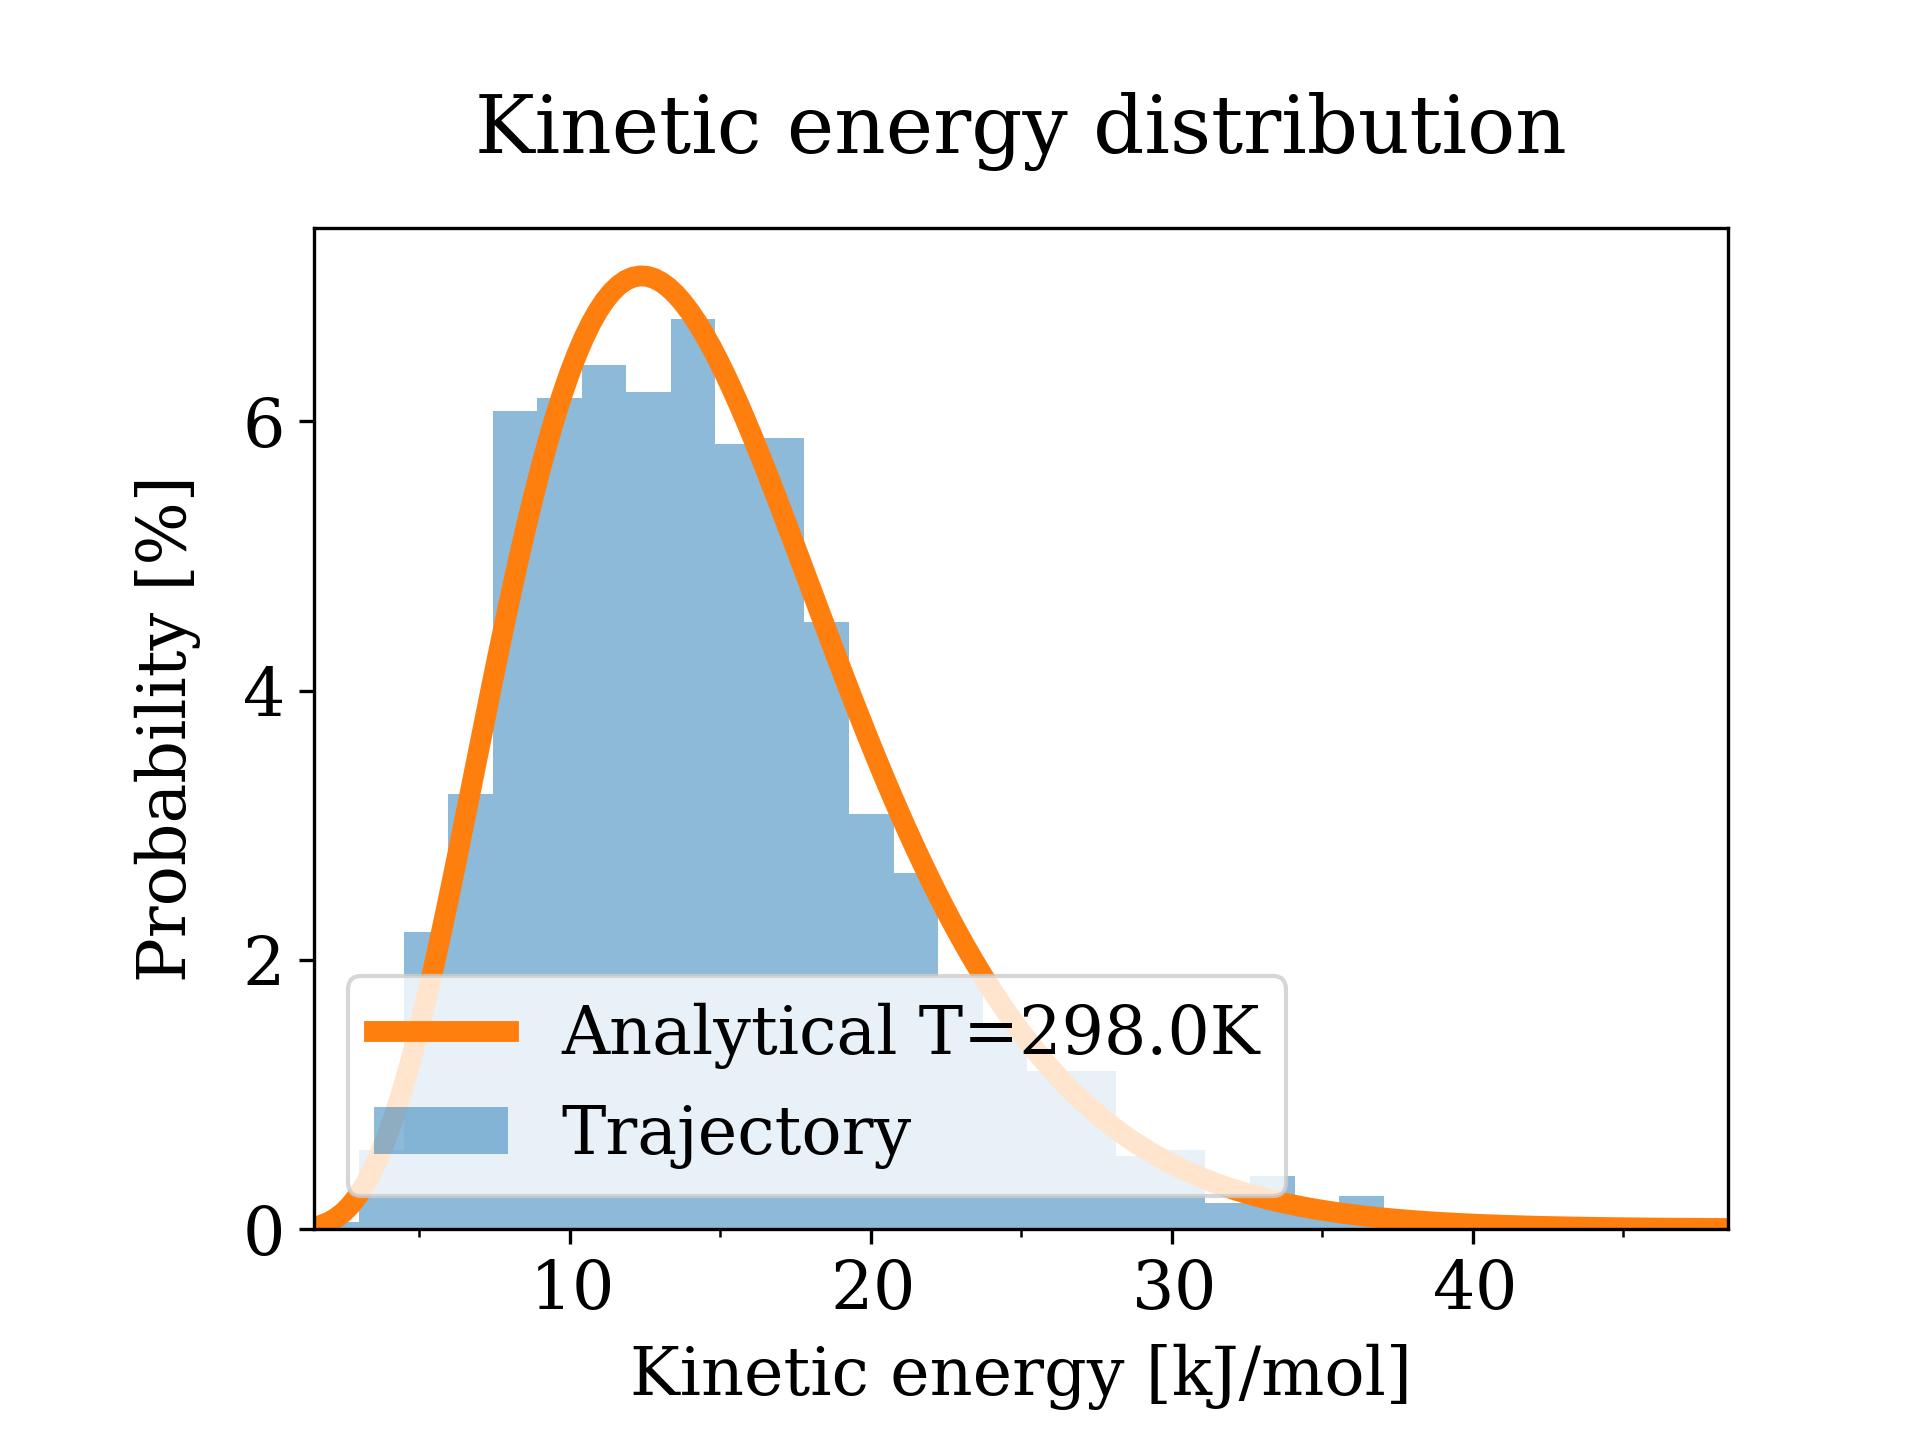 Kinetic energy distribution
Probability [%]
6
4
2
0
Analytical T=298.0K
Trajectory
10 20 30 40
Kinetic energy [kJ/mol]